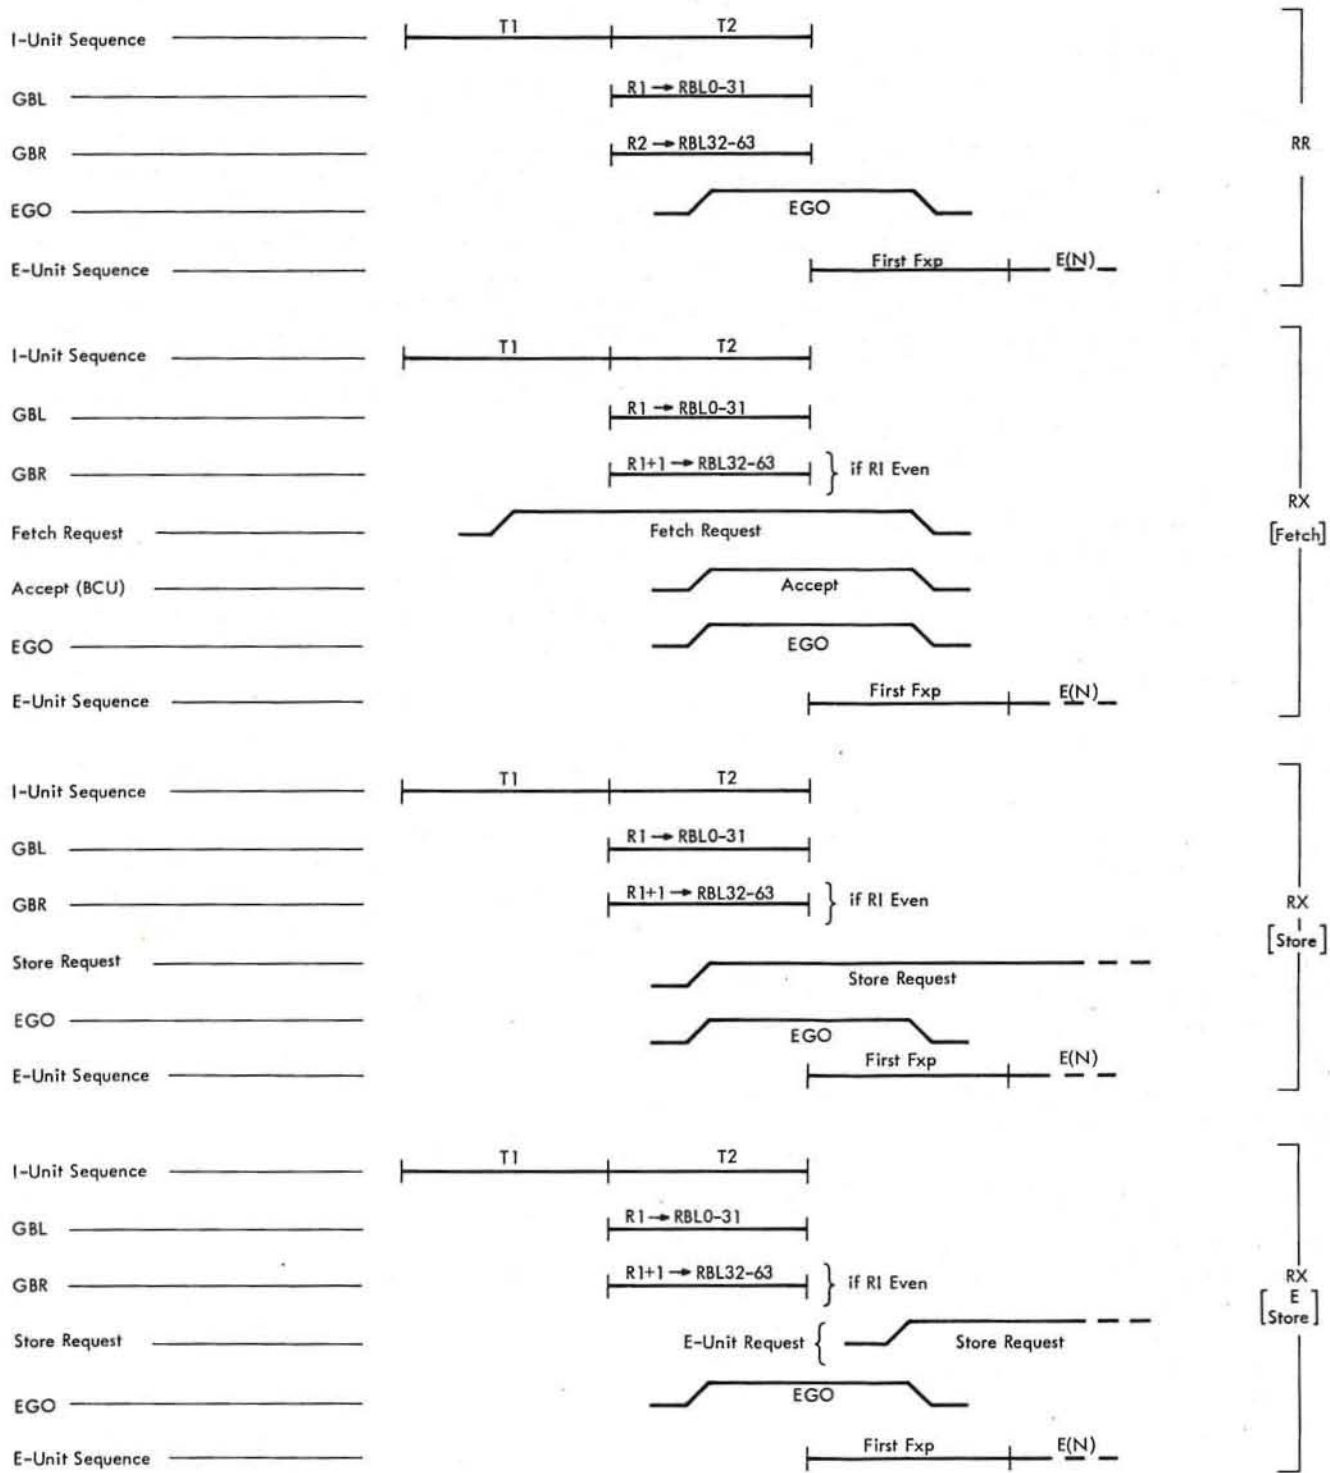 I-Unit Sequence T1 T2
GBL R1 → RBL0-31
GBR R2 → RBL32-63 RR
EGO EGO
E-Unit Sequence First Fxp E(N)
I-Unit Sequence T1 T2
GBL R1 → RBL0-31
GBR R1+1 → RBL32-63 } if RI Even
RX
Fetch Request Fetch Request [Fetch]
Accept (BCU) Accept
EGO EGO
E-Unit Sequence First Fxp E(N)
I-Unit Sequence T1 T2
GBL R1 → RBL0-31
GBR R1+1 → RBL32-63 } if RI Even RX
[Store]
Store Request Store Request
EGO EGO
E-Unit Sequence First Fxp E(N)
I-Unit Sequence T1 T2
GBL R1 → RBL0-31
GBR R1+1 → RBL32-63 } if RI Even RX
[E Store]
Store Request E-Unit Request { Store Request
EGO EGO
E-Unit Sequence First Fxp E(N)